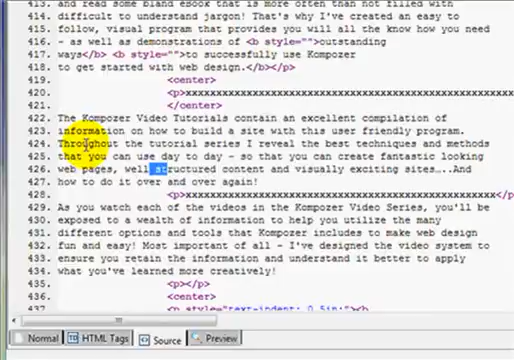 413. and read some bland eBook that is more often than not filled with
414. difficult to understand jargon! That's why I've created an easy to
415. follow, visual program that provides you will all the know how you need
416. - as well as demonstrations of <b style="">outstanding
417. ways</b> <b style="">to successfully use Kompozer
418. to get started with web design.</b></p>
419. <center>
420. <p>
421. </center>
422. The Kompozer Video Tutorials contain an excellent compilation of
423. information on how to build a site with this user friendly program.
424. Throughout the tutorial series I reveal the best techniques and methods
425. that you can use day to day - so that you can create fantastic looking
426. web pages, well structured content and visually exciting sites...And
427. how to do it over and over again!
428. <p>
429. As you watch each of the videos in the Kompozer Video Series, you'll be
430. exposed to a wealth of information to help you utilize the many
431. different options and tools that Kompozer includes to make web design
432. fun and easy! Most important of all - I've designed the video system to
433. ensure you retain the information and understand it better to apply
434. what you've learned more creatively!
435. <p></p>
436. <center>
437. <p style="text-indent: 0.5in;"><b
Normal HTML Tags Source Preview